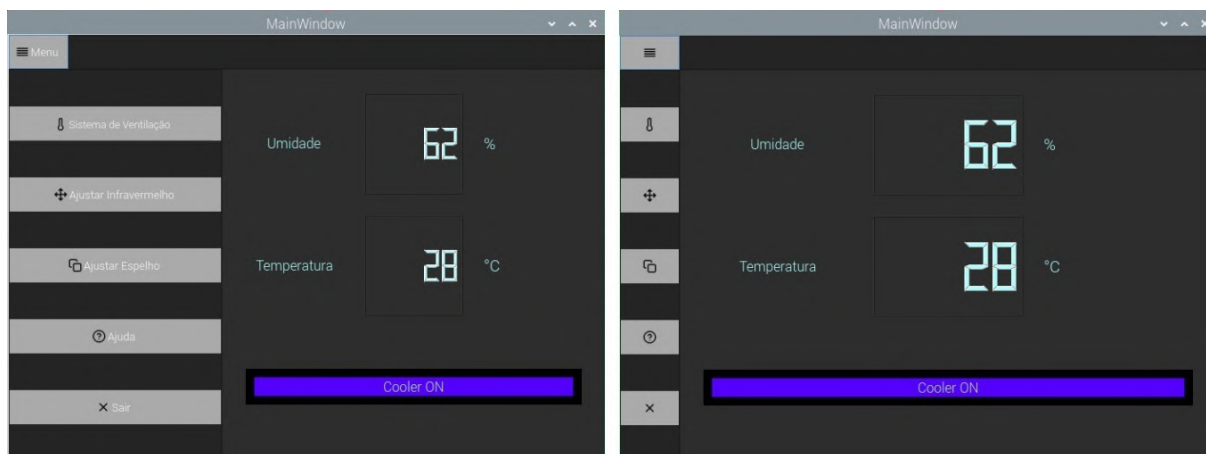 MainWindow
Menu
Sistema de Ventilação
Umidade 62 %
Ajustar Infravermelho
Ajustar Espelho
Temperatura 28 °C
Ajuda
Cooler ON
Sair
MainWindow
Umidade 62 %
Temperatura 28 °C
Cooler ON